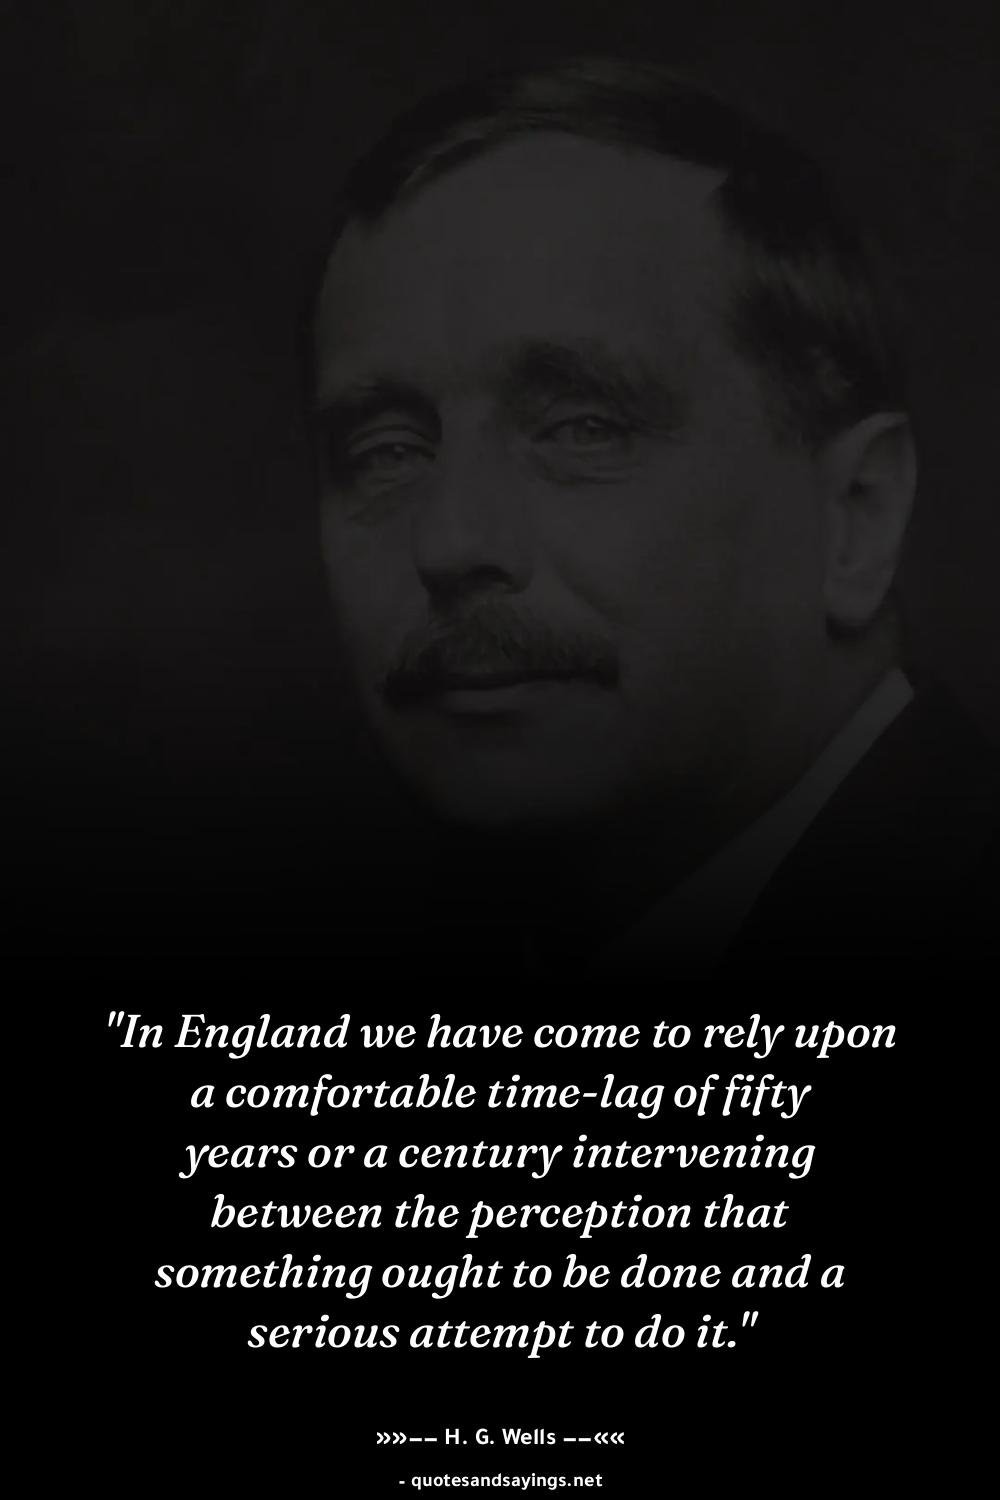 "In England we have come to rely upon
a comfortable time-lag of fifty
years or a century intervening
between the perception that
something ought to be done and a
serious attempt to do it."
»»−− H. G. Wells −−««
- quotesandsayings.net